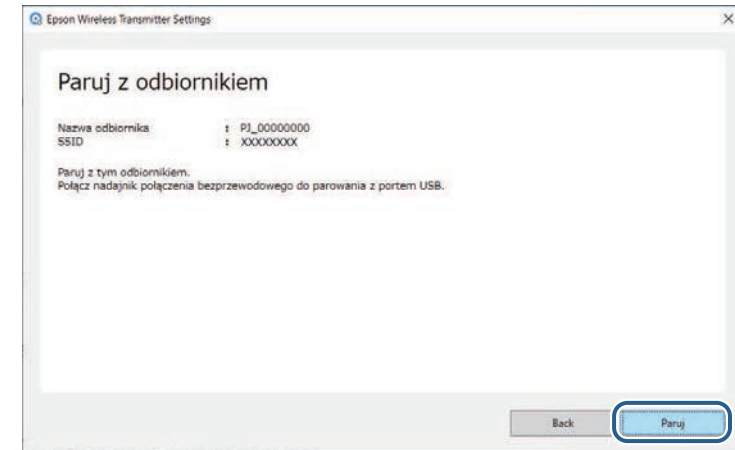 Epson Wireless Transmitter Settings
Paruj z odbiornikiem
Nazwa odbiornika : PJ_00000000
SSID : XXXXXXXX
Paruj z tym odbiornikiem.
Połącz nadajnik połączenia bezprzewodowego do parowania z portem USB.
Back Paruj